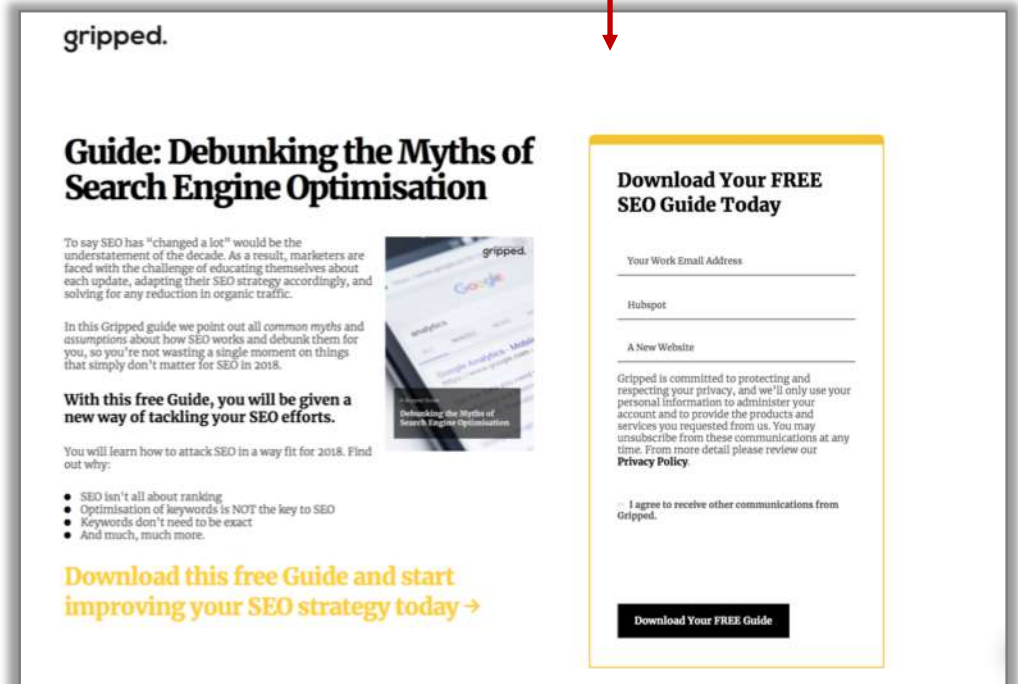 gripped.
Guide: Debunking the Myths of
Search Engine Optimisation
To say SEO has “changed a lot” would be the
understatement of the decade. As a result, marketers are
faced with the challenge of educating themselves about
each update, adapting their SEO strategy accordingly, and
solving for any reduction in organic traffic.
In this Gripped guide we point out all common myths and
assumptions about how SEO works and debunk them for
you, so you’re not wasting a single moment on things
that simply don’t matter for SEO in 2018.
With this free Guide, you will be given a
new way of tackling your SEO efforts.
You will learn how to attack SEO in a way fit for 2018. Find
out why:
SEO isn’t all about ranking
Optimisation of keywords is NOT the key to SEO
Keywords don’t need to be exact
And much, much more.
Download this free Guide and start
improving your SEO strategy today →
gripped.
Google
analytics
Google Analytics - Mobile
Debunking the Myths of
Search Engine Optimisation
Download Your FREE
SEO Guide Today
Your Work Email Address
Hubspot
A New Website
Gripped is committed to protecting and
respecting your privacy, and we’ll only use your
personal information to administer your
account and to provide the products and
services you requested from us. You may
unsubscribe from these communications at any
time. From more detail please review our
Privacy Policy.
I agree to receive other communications from
Gripped.
Download Your FREE Guide